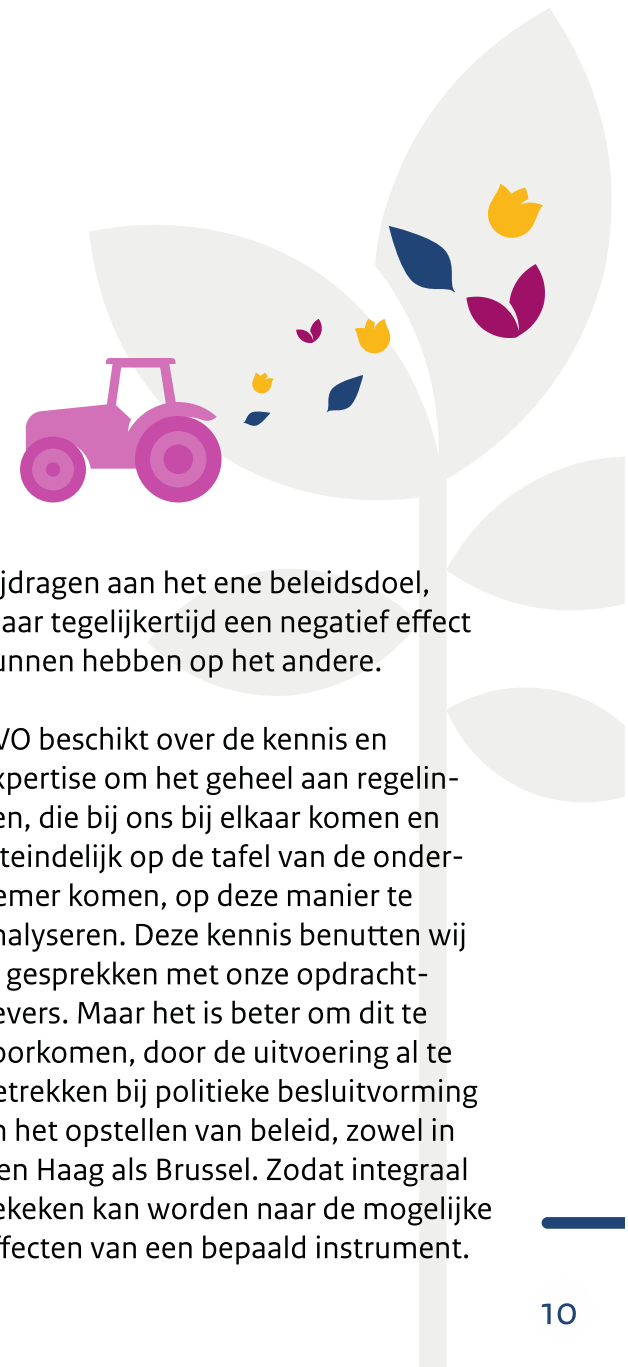 ijdragen aan het ene beleidsdoel,
aar tegelijkertijd een negatief effect
unnen hebben op het andere.
VO beschikt over de kennis en
xpertise om het geheel aan regelin-
en, die bij ons bij elkaar komen en
teindelijk op de tafel van de onder-
emer komen, op deze manier te
nalyseren. Deze kennis benutten wij
gesprekken met onze opdracht-
evers. Maar het is beter om dit te
oorkomen, door de uitvoering al te
etrekken bij politieke besluitvorming
n het opstellen van beleid, zowel in
en Haag als Brussel. Zodat integraal
ekeken kan worden naar de mogelijke
ffecten van een bepaald instrument.
10